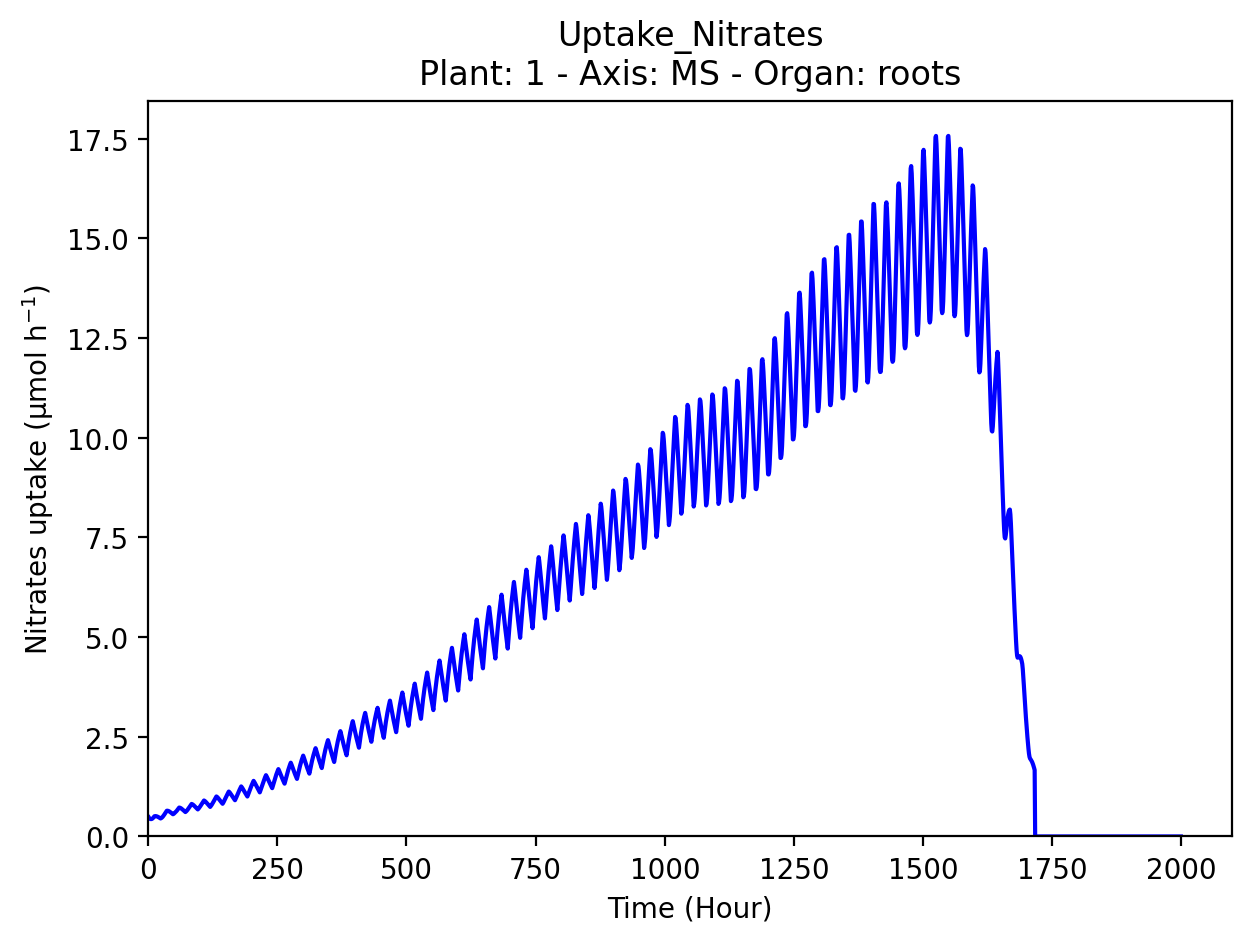 Uptake_Nitrates
Plant: 1 - Axis: MS - Organ: roots
17.5
15.0
12.5
10.0
7.5
5.0
2.5
0.0
Nitrates uptake (µmol h⁻¹)
0 250 500 750 1000 1250 1500 1750 2000
Time (Hour)